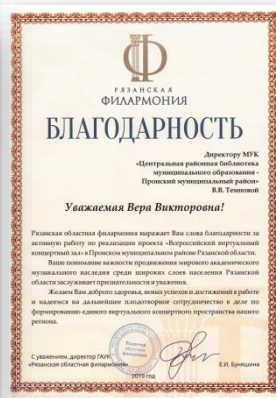 РЯЗАНСКАЯ
ФИЛАРМОНИЯ
БЛАГОДАРНОСТЬ
Директору МУК
«Центральная районная библиотека
муниципального образования -
Пронский муниципальный район»
В.В. Темновой
Уважаемая Вера Викторовна!
Рязанская областная филармония выражает Вам слова благодарности за
активную работу по реализации проекта «Всероссийский виртуальный
концертный зал» в Пронском муниципальном районе Рязанской области.
Ваше понимание важности продвижения мирового академического
музыкального наследия среди широких слоев населения Рязанской
области заслуживает признательности и уважения.
Желаем Вам доброго здоровья, новых успехов и достижений в работе
и надеемся на дальнейшее плодотворное сотрудничество в деле по
формированию единого виртуального концертного пространства нашего
региона.
С уважением, директор ГАУК
«Рязанская областная филармония»
Е.И. Буняшина
2019 год